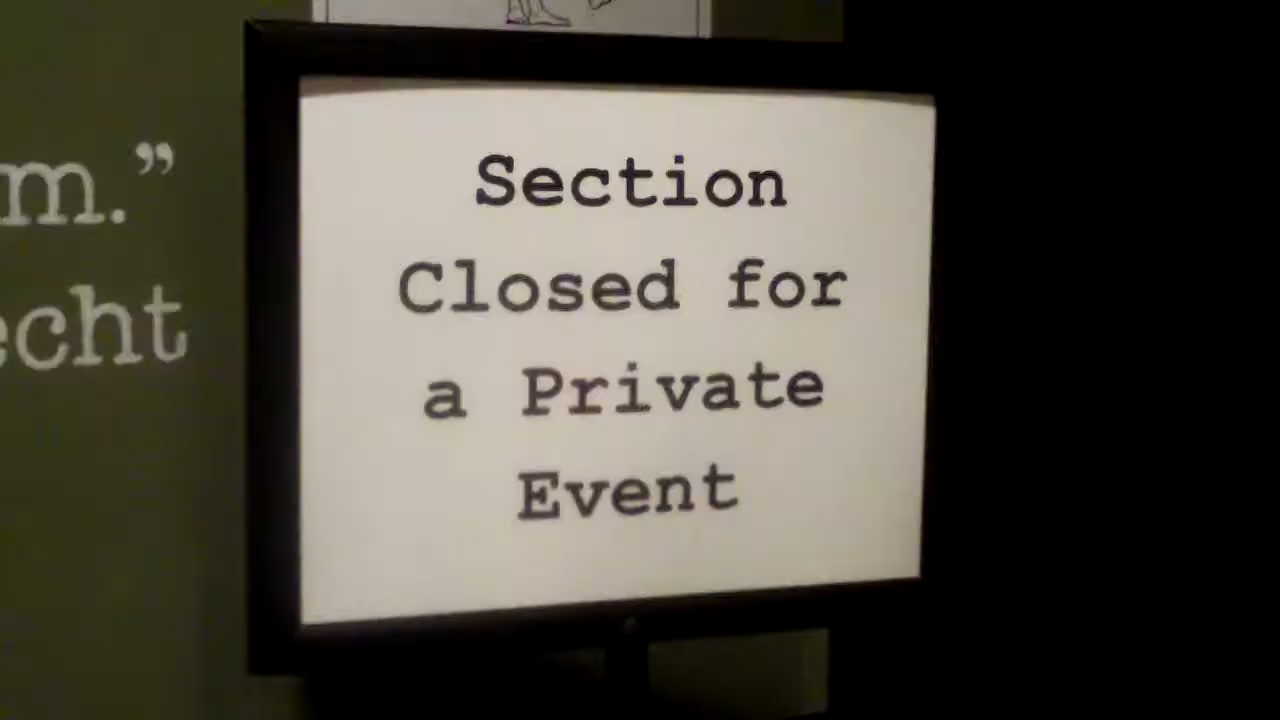 m.”
echt
Section
Closed for
a Private
Event